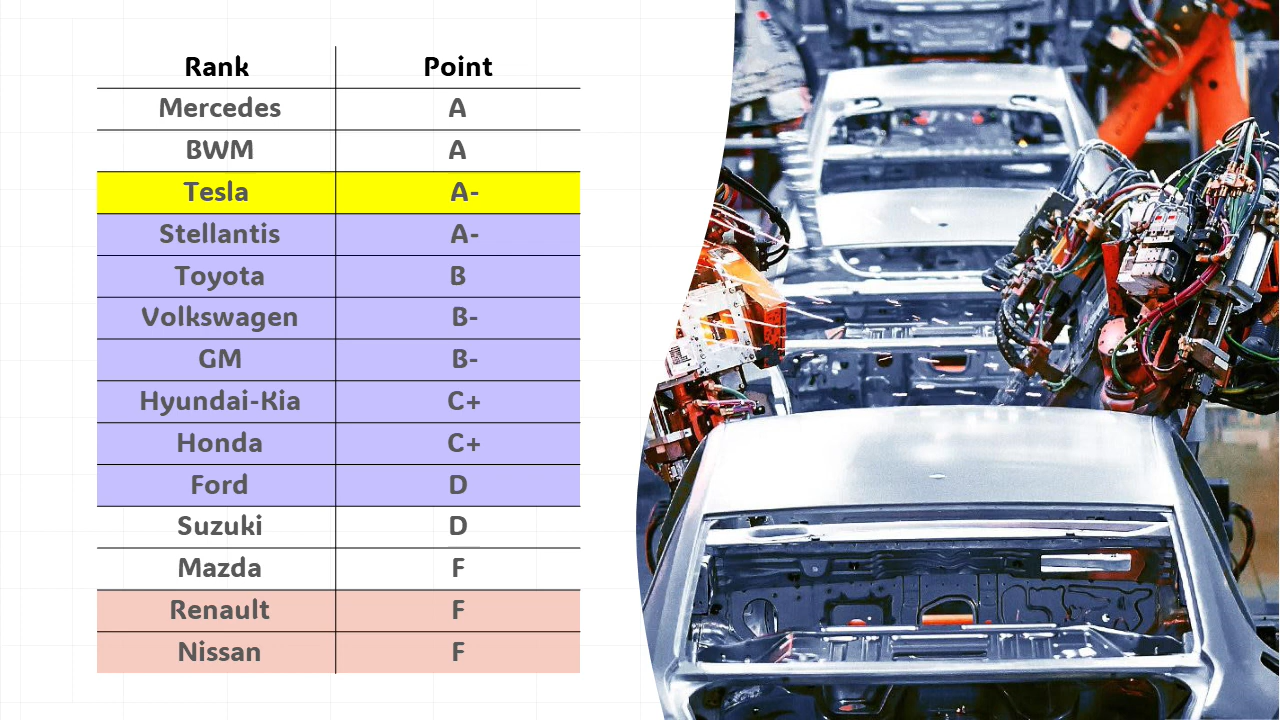 Rank Point
Mercedes A
BWM A
Tesla A-
Stellantis A-
Toyota B
Volkswagen B-
GM B-
Hyundai-Kia C+
Honda C+
Ford D
Suzuki D
Mazda F
Renault F
Nissan F